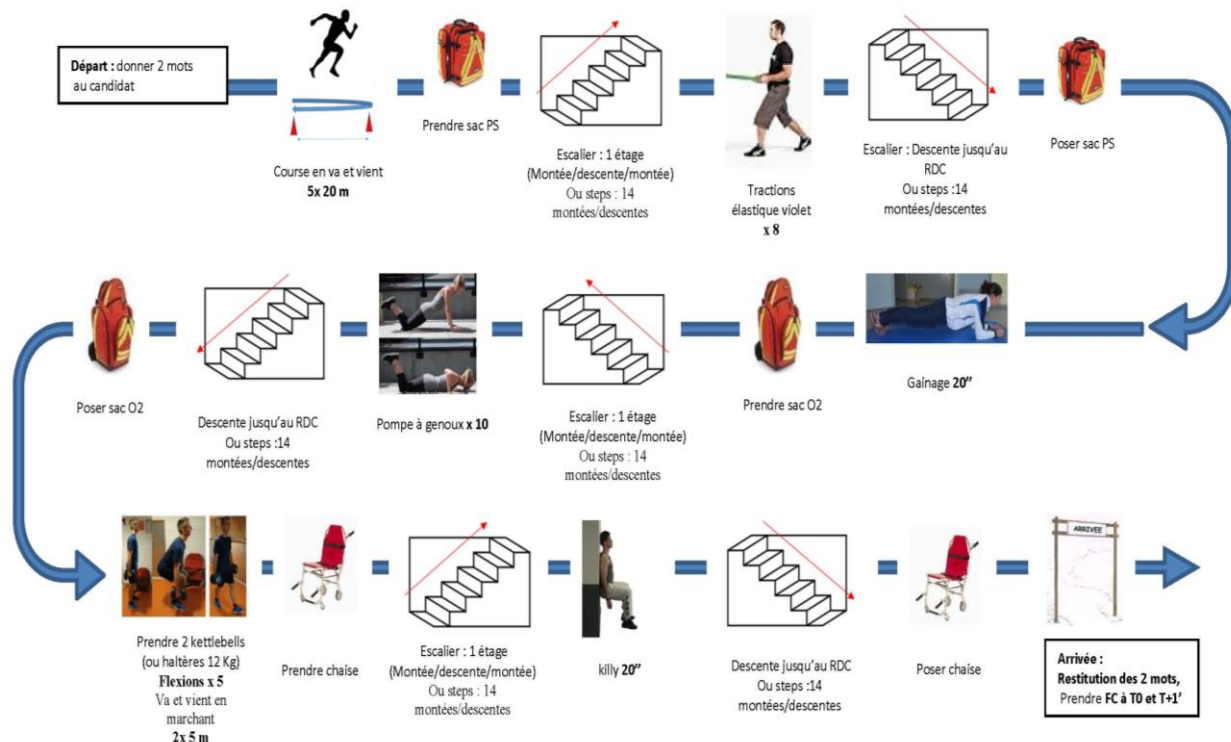 Départ : donner 2 mots
au candidat
Course en va et vient
5x 20 m
Prendre sac PS
Escalier : 1 étage
(Montée/descente/montée)
Ou steps : 14
montées/descentes
Tractions
élastique violet
x 8
Escalier : Descente jusqu'au
RDC
Ou steps :14
montées/descentes
Poser sac PS
Gainage 20’’
Prendre sac O2
Escalier : 1 étage
(Montée/descente/montée)
Ou steps : 14
montées/descentes
Pompe à genoux x 10
Descente jusqu'au RDC
Ou steps :14
montées/descentes
Poser sac O2
Prendre 2 kettlebells
(ou haltères 12 Kg)
Flexions x 5
Va et vient en
marchant
2x 5 m
Prendre chaise
Escalier : 1 étage
(Montée/descente/montée)
Ou steps : 14
montées/descentes
killy 20’’
Descente jusqu'au RDC
Ou steps :14
montées/descentes
Poser chaise
ARRIVEE
Arrivée :
Restitution des 2 mots,
Prendre FC à T0 et T+1’